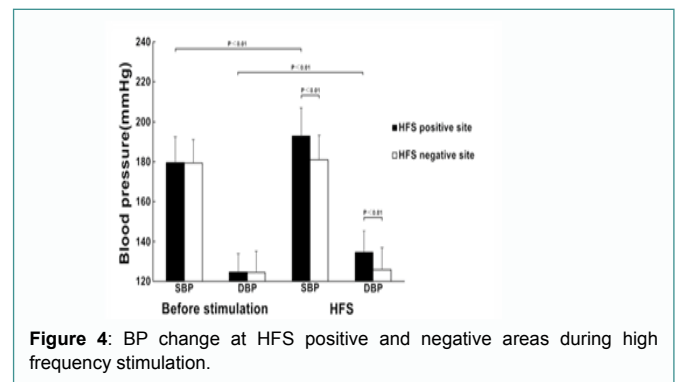 240
220
200
180
160
140
120
Blood pressure(mmHg)
P<0.01
P<0.01
P<0.01
P<0.01
HFS positive site
HFS negative site
SBP DBP SBP DBP
Before stimulation HFS
Figure 4: BP change at HFS positive and negative areas during high
frequency stimulation.